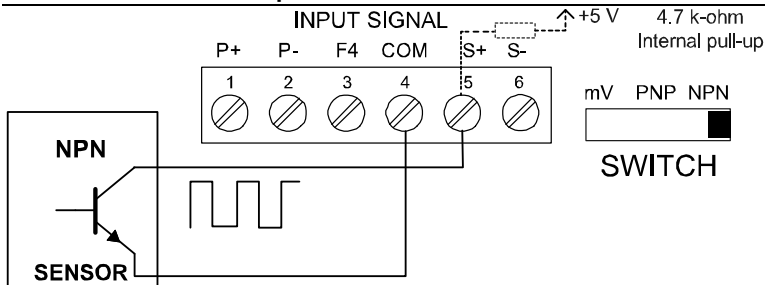 INPUT SIGNAL
+5 V
4.7 k-ohm
Internal pull-up
P+ P- F4 COM S+ S-
1 2 3 4 5 6
mV PNP NPN
SWITCH
NPN
SENSOR